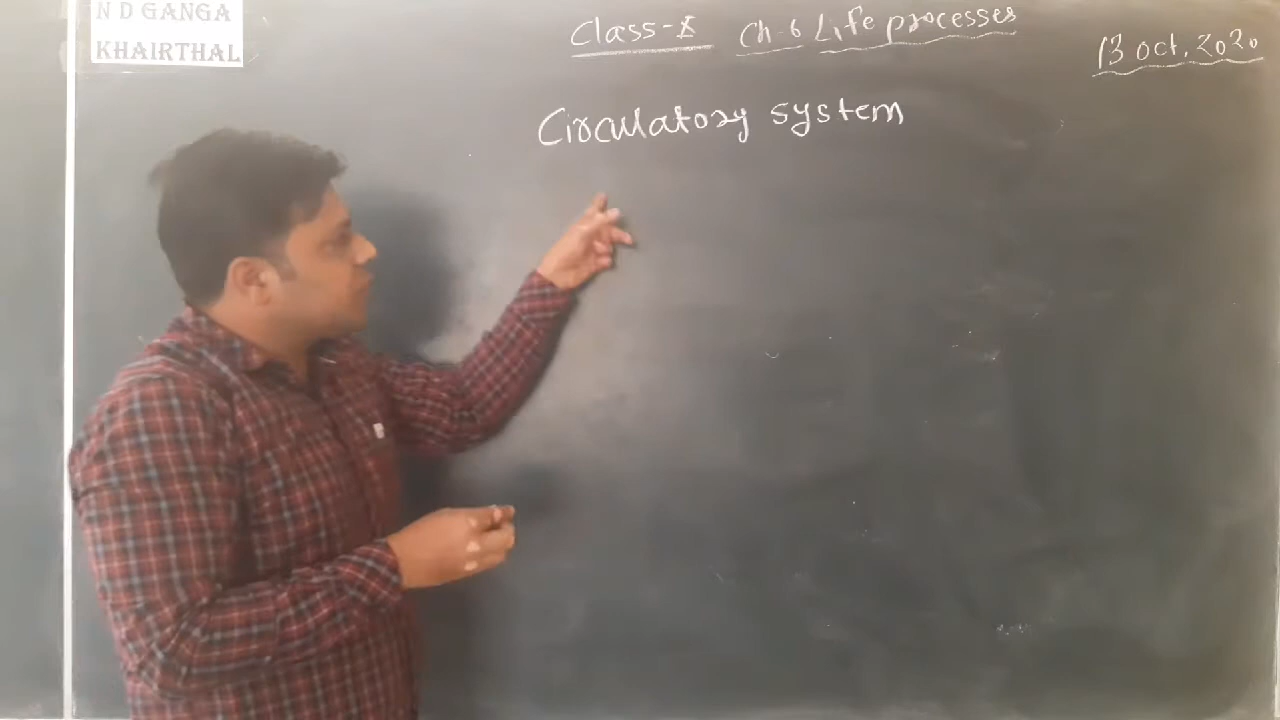 N D GANGA
KHAIRTHAL
Class-X Ch-6 Life processes
13 oct. 2020
Circulatory system